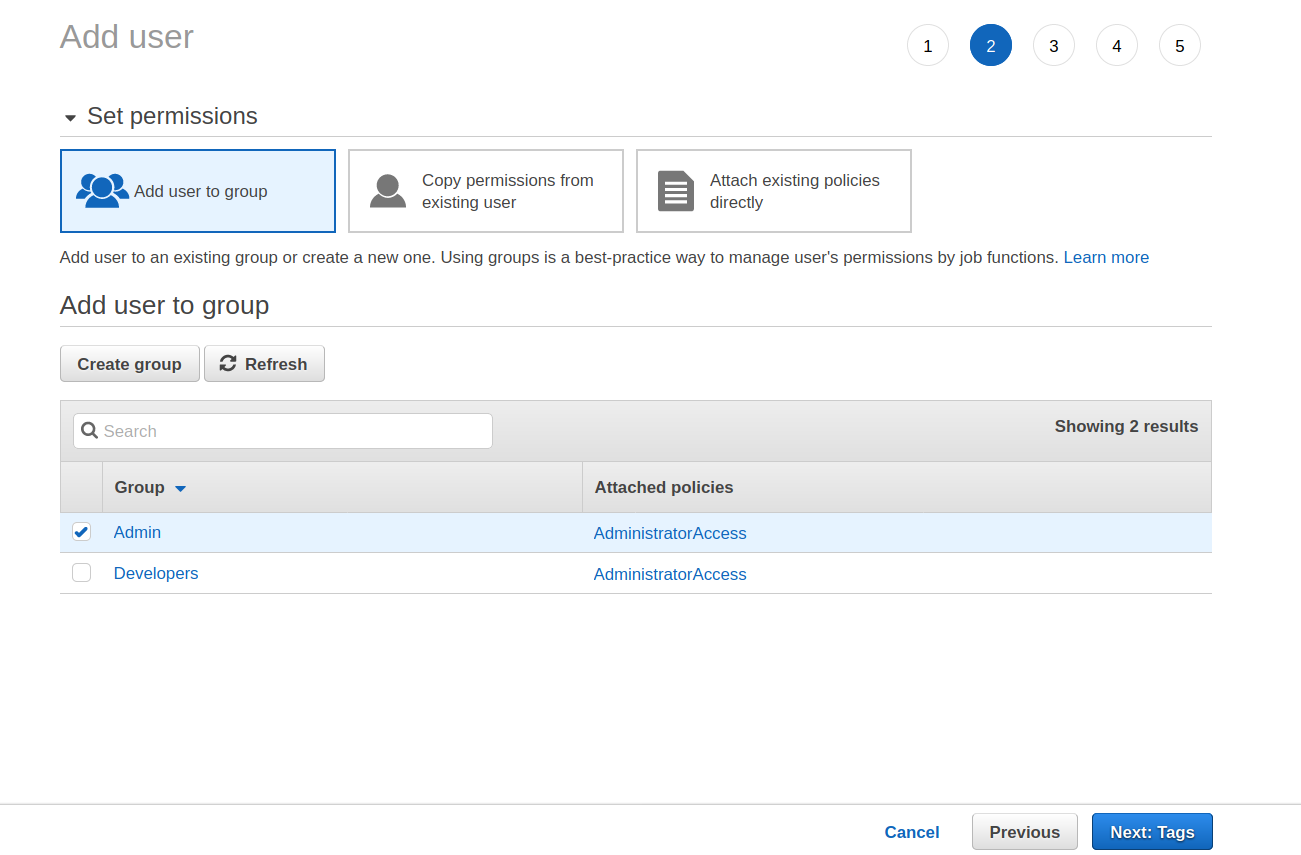 Add user
1 2 3 4 5
Set permissions
Add user to group
Copy permissions from
existing user
Attach existing policies
directly
Add user to an existing group or create a new one. Using groups is a best-practice way to manage user's permissions by job functions. Learn more
Add user to group
Create group Refresh
Search Showing 2 results
Group Attached policies
Admin AdministratorAccess
Developers AdministratorAccess
Cancel Previous Next: Tags